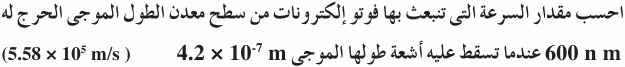 احسب مقدار السرعة التى تنبعث بها فوتو إلكترونات من سطح معدن الطول الموجى الحرج له
600 n m عندما تسقط عليه أشعة طولها الموجى 4.2 × 10⁻⁷ m (5.58 × 10⁵ m/s )